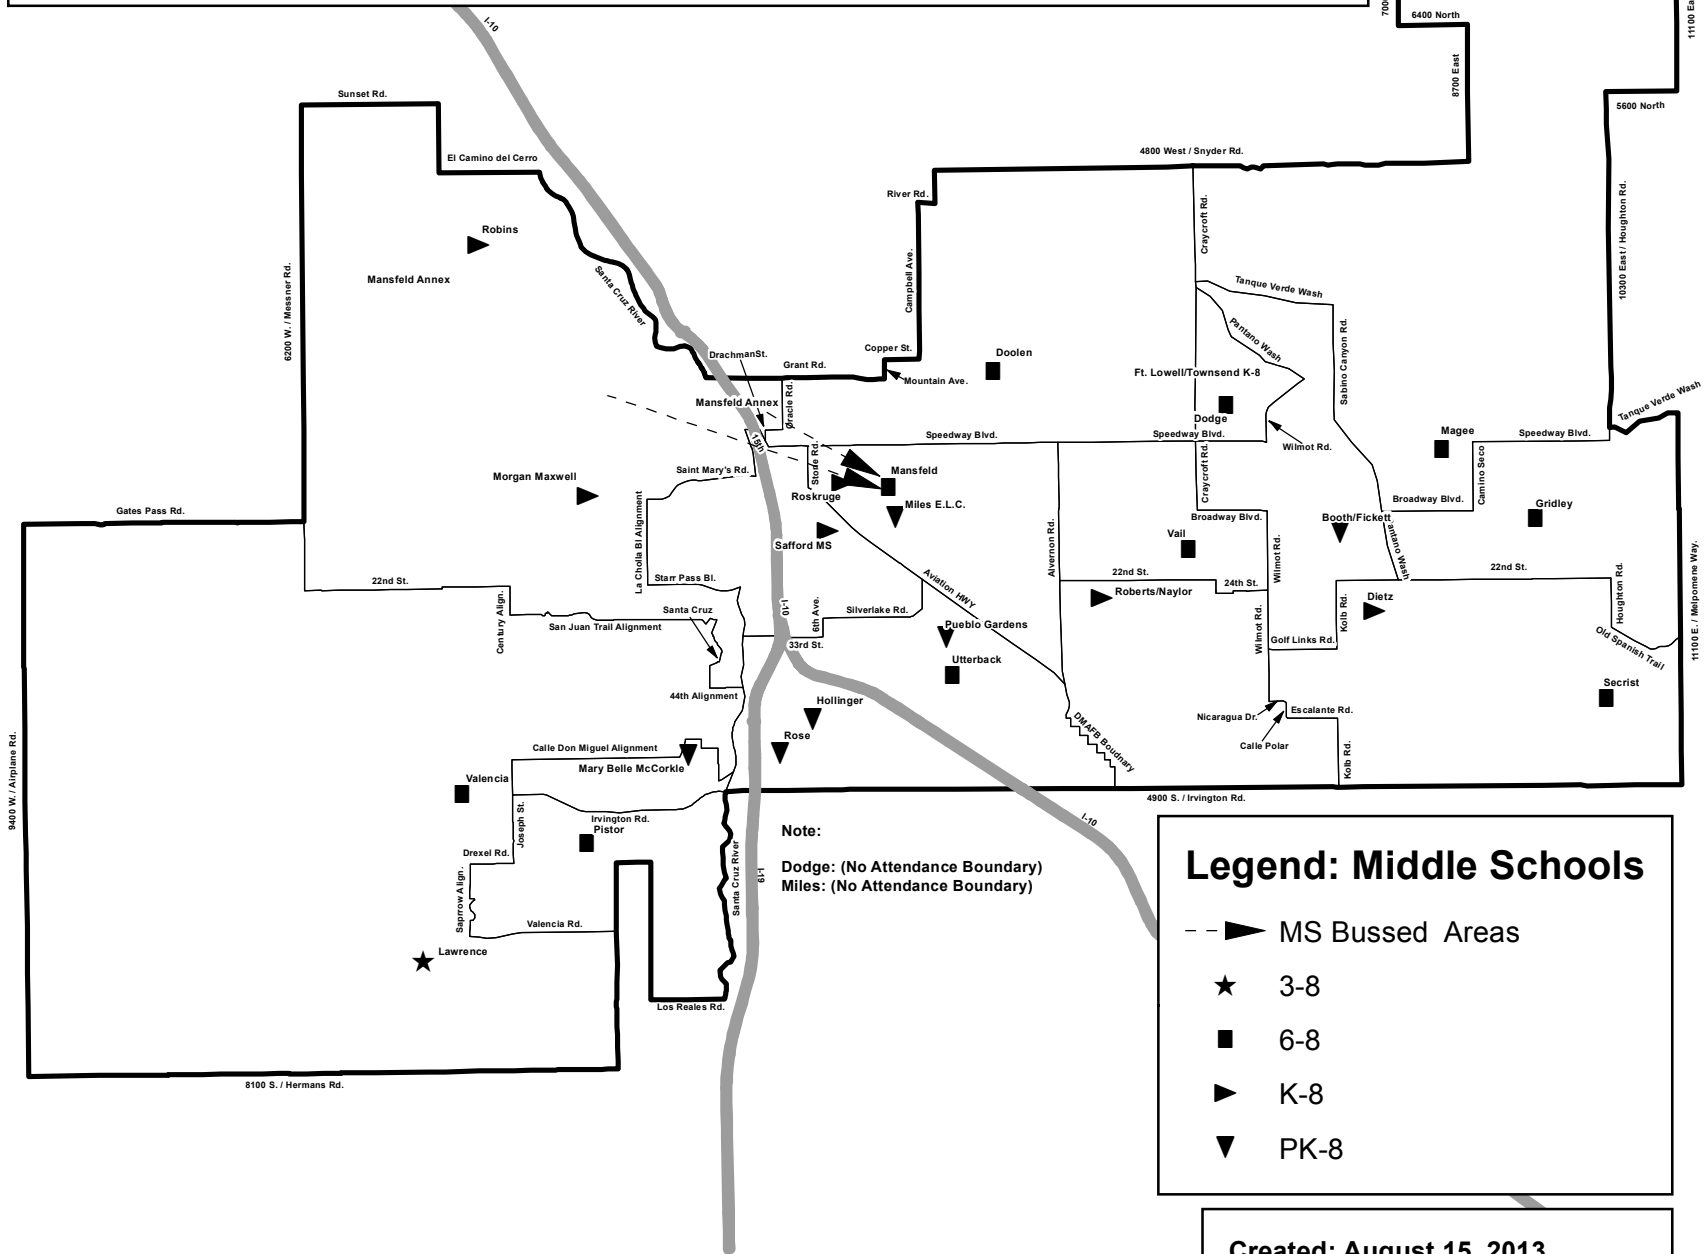 I-10
7000
6400 North
11100 Ea
8700 East
Sunset Rd.
5600 North
El Camino del Cerro
4800 West / Snyder Rd.
River Rd.
Craycroft Rd.
10300 East / Houghton Rd.
Robins
Mansfeld Annex
6200 W. / Messner Rd.
Santa Cruz River
Campbell Ave.
Tanque Verde Wash
Pantano Wash
Sabino Canyon Rd.
DrachmanSt.
Grant Rd.
Copper St.
Mountain Ave.
Doolen
Ft. Lowell/Townsend K-8
Mansfeld Annex
Oracle Rd.
Dodge
Tanque Verde Wash
Speedway Blvd.
Speedway Blvd.
Wilmot Rd.
Magee
Speedway Blvd.
15th
Stone Rd.
Saint Mary's Rd.
Morgan Maxwell
Mansfeld
Roskruge
Miles E.L.C.
Craycroft Rd.
Camino Seco
Broadway Blvd.
Gridley
Gates Pass Rd.
La Cholla Bl Alignment
Safford MS
Alvernon Rd.
Broadway Blvd.
Vail
Wilmot Rd.
Booth/Fickett
Pantano Wash
22nd St.
Starr Pass Bl.
Aviation HWY
22nd St.
24th St.
22nd St.
Roberts/Naylor
Dietz
Kolb Rd.
Houghton Rd.
11100 E. / Melpomene Way.
Century Align.
San Juan Trail Alignment
Santa Cruz
I-10
6th Ave.
Silverlake Rd.
Pueblo Gardens
33rd St.
Wilmot Rd.
Golf Links Rd.
Old Spanish Trail
Utterback
44th Alignment
Hollinger
Secrist
Nicaragua Dr.
Escalante Rd.
Calle Polar
DMAFB Boudnary
Kolb Rd.
Rose
Calle Don Miguel Alignment
Mary Belle McCorkle
9400 W. / Airplane Rd.
Valencia
4900 S. / Irvington Rd.
Joseph St.
Irvington Rd.
Pistor
I-10
Drexel Rd.
Saprrow Align.
Valencia Rd.
Lawrence
Santa Cruz River
I-19
Los Reales Rd.
8100 S. / Hermans Rd.
Note:
Dodge: (No Attendance Boundary)
Miles: (No Attendance Boundary)
Legend: Middle Schools
MS Bussed Areas
3-8
6-8
K-8
PK-8
Created: August 15, 2013